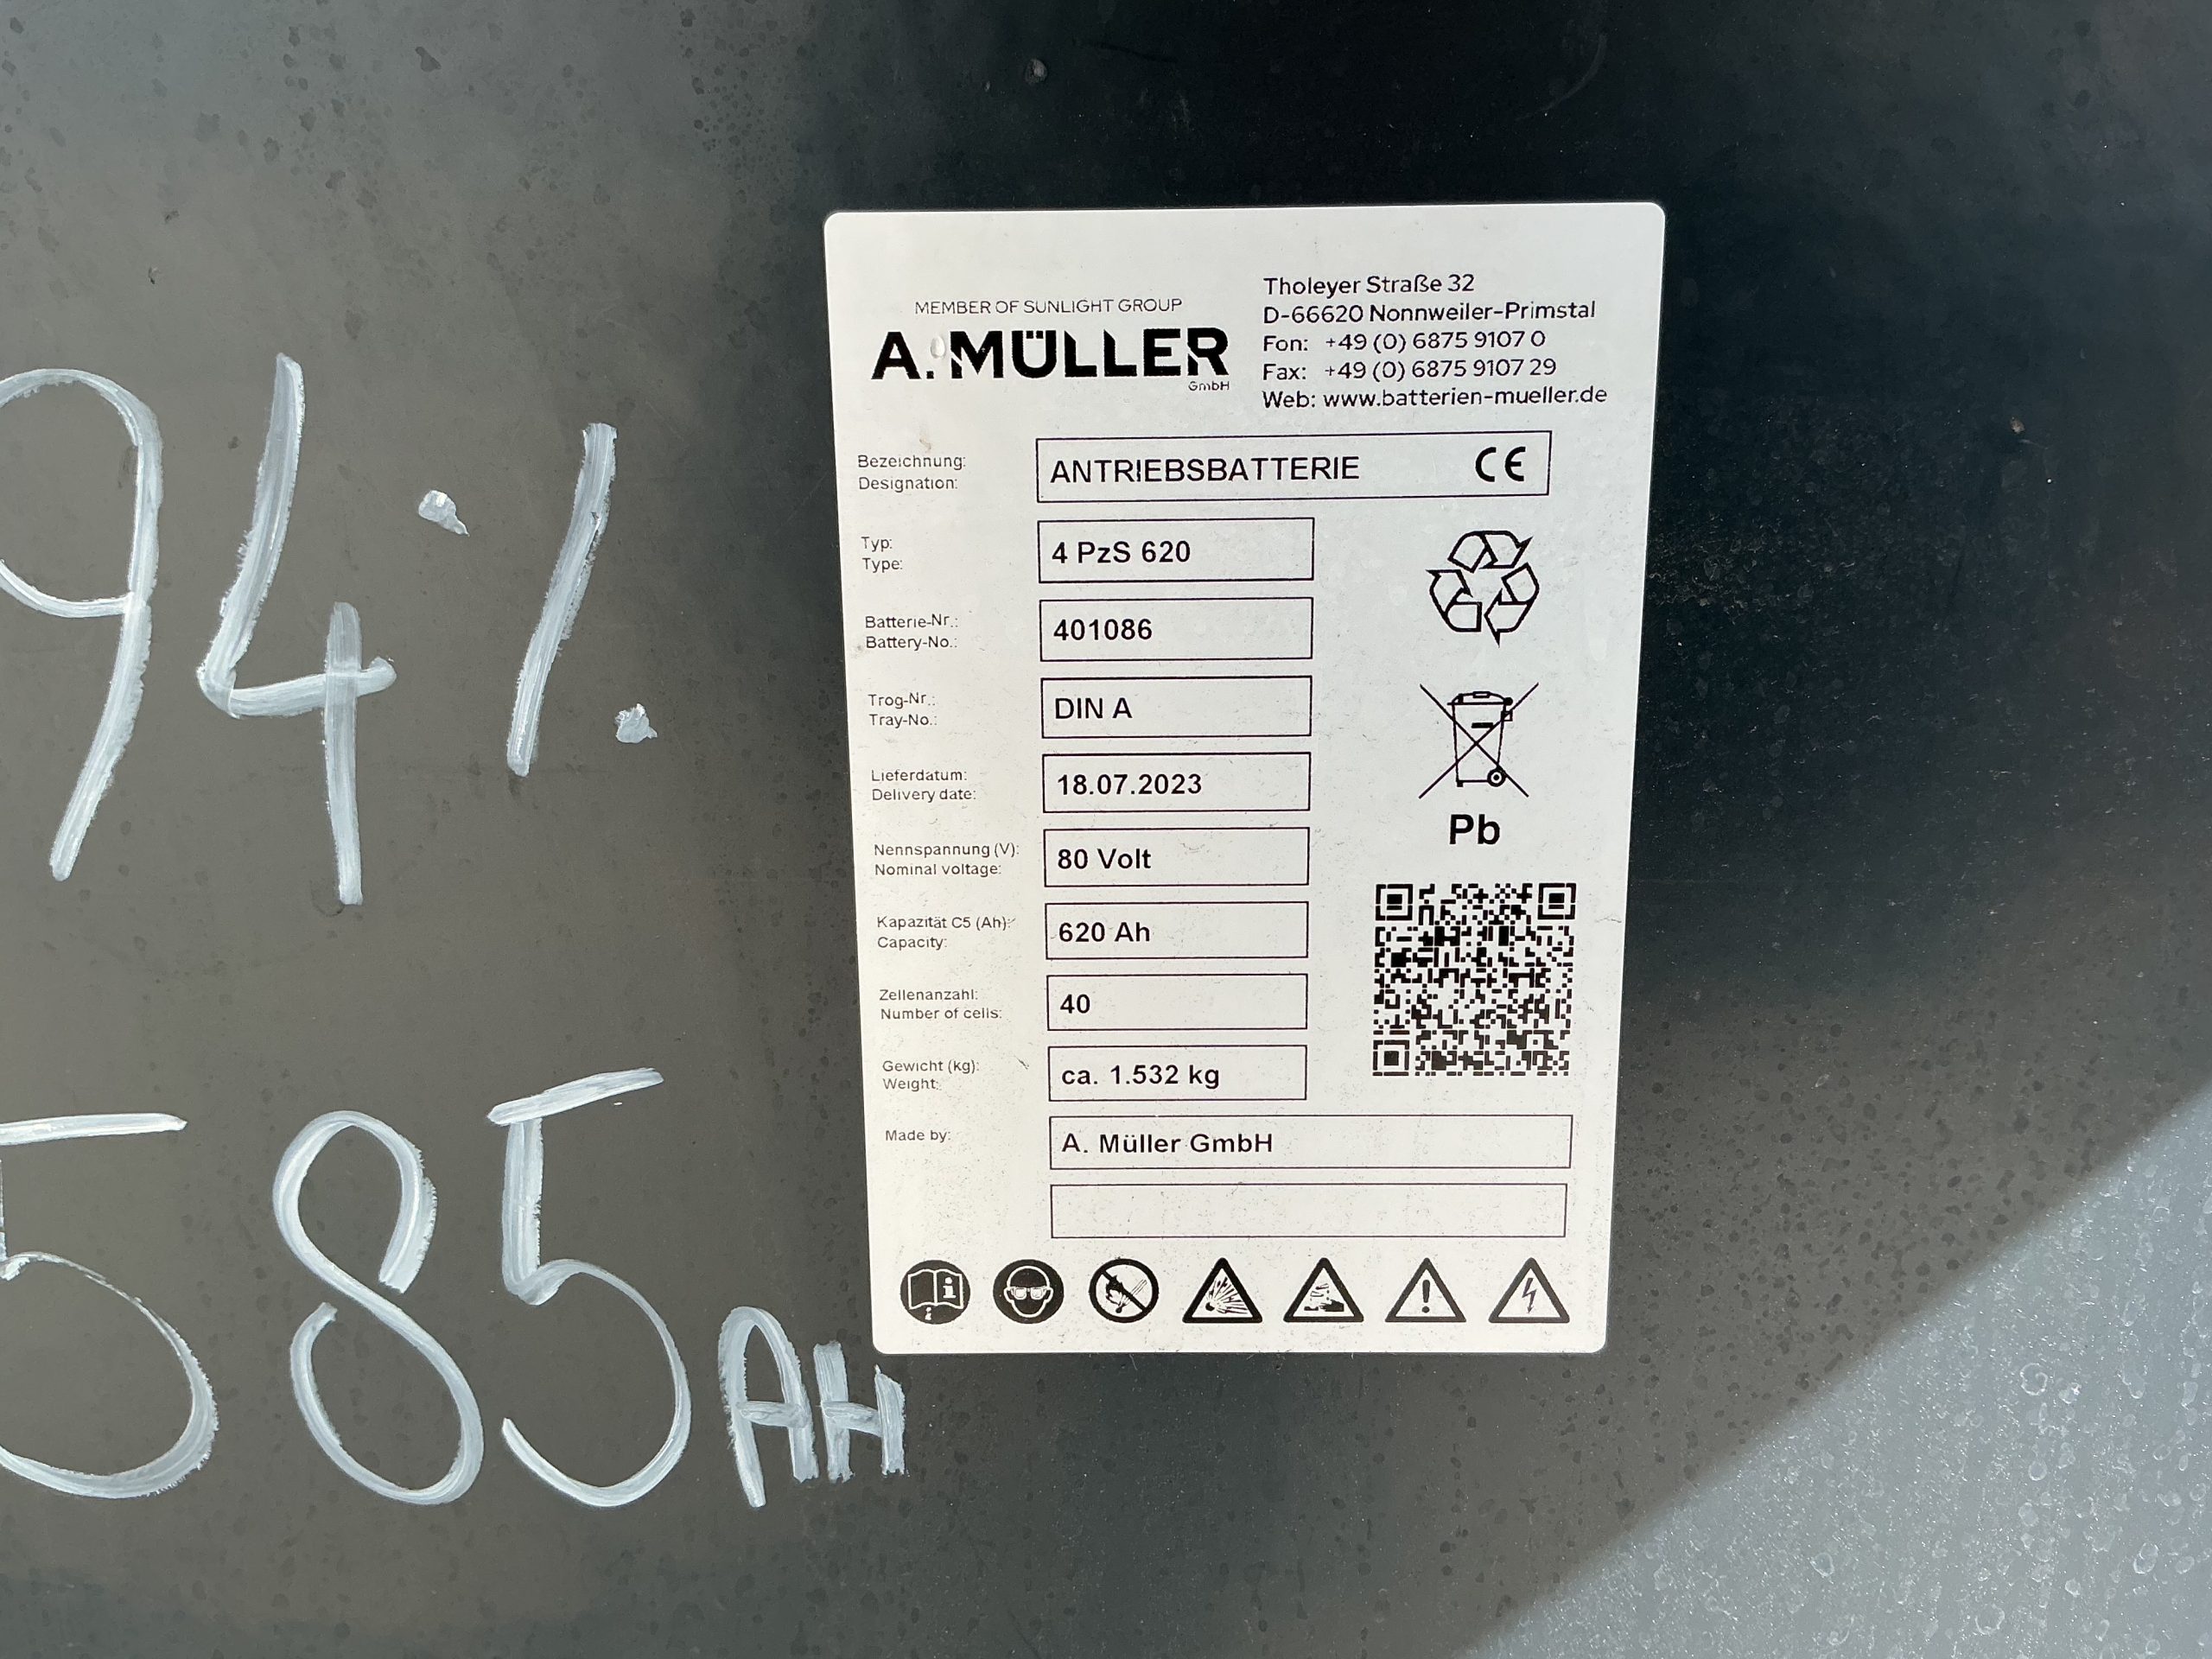 94%
585AH
MEMBER OF SUNLIGHT GROUP
A. MÜLLER
GmbH
Tholeyer Straße 32
D-66620 Nonnweiler-Primstal
Fon: +49 (0) 6875 9107 0
Fax: +49 (0) 6875 9107 29
Web: www.batterien-mueller.de
Bezeichnung:
Designation:
ANTRIEBSBATTERIE CE
Typ:
Type:
4 PzS 620
Batterie-Nr.:
Battery-No.:
401086
Trog-Nr.:
Tray-No.:
DIN A
Lieferdatum:
Delivery date:
18.07.2023
Nennspannung (V):
Nominal voltage:
80 Volt
Kapazität C5 (Ah):
Capacity:
620 Ah
Zellenanzahl:
Number of cells:
40
Gewicht (kg):
Weight:
ca. 1.532 kg
Made by:
A. Müller GmbH
Pb